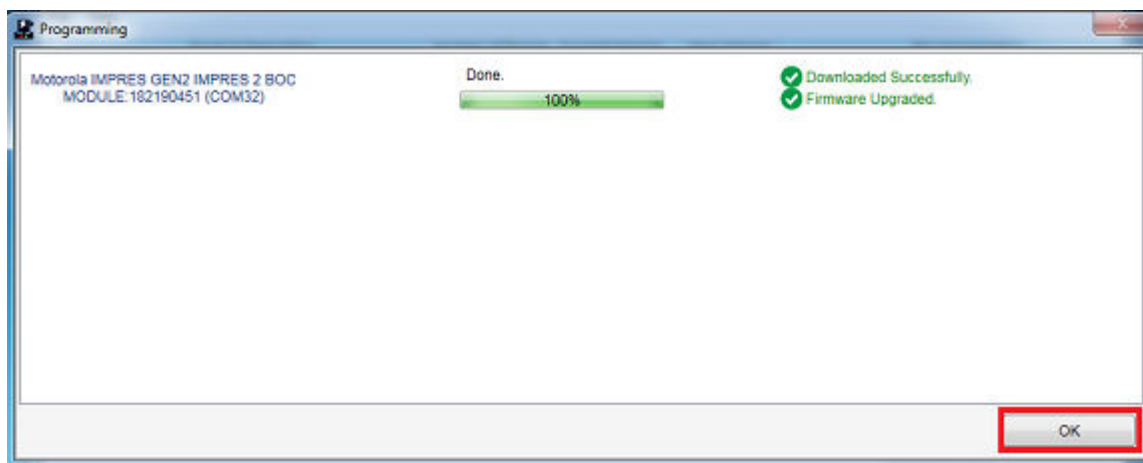 Programming
Motorola IMPRES GEN2 IMPRES 2 BOC
MODULE:182190451 (COM32)
Done.
100%
Downloaded Successfully.
Firmware Upgraded.
OK